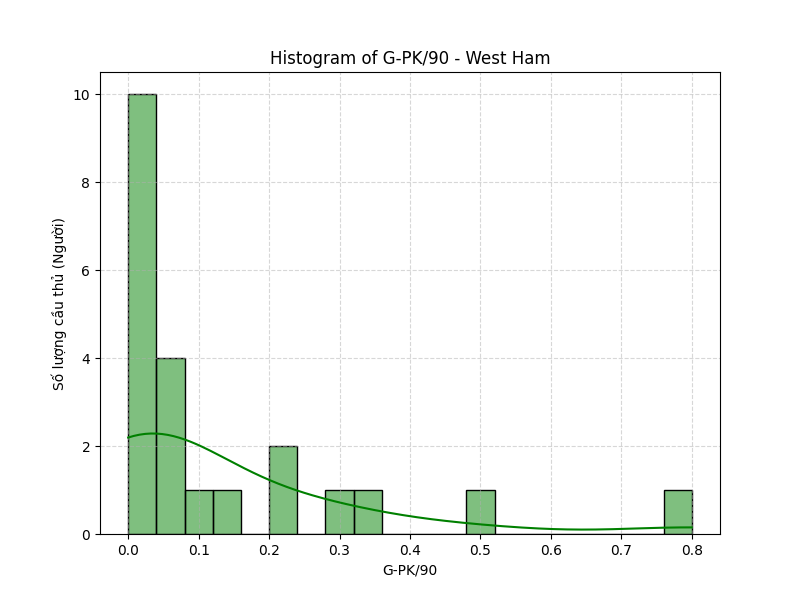 Histogram of G-PK/90 - West Ham
Số lượng cầu thủ (Người)
10
8
6
4
2
0
0.0 0.1 0.2 0.3 0.4 0.5 0.6 0.7 0.8
G-PK/90